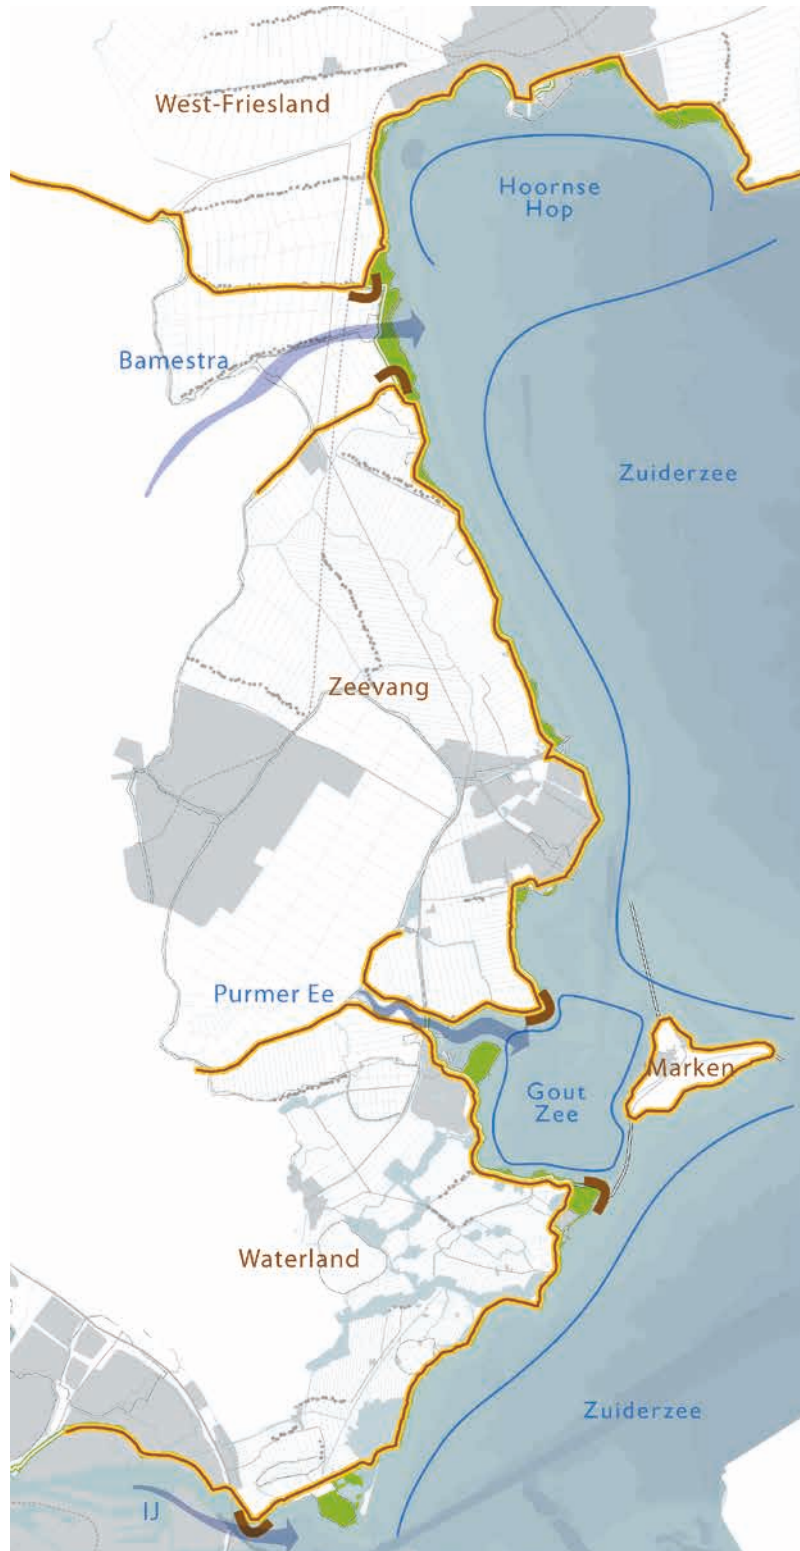 West-Friesland
Hoornse
Hop
Bamestra
Zuiderzee
Zeevang
Purmer Ee
Marken
Gout
Zee
Waterland
Zuiderzee
IJ